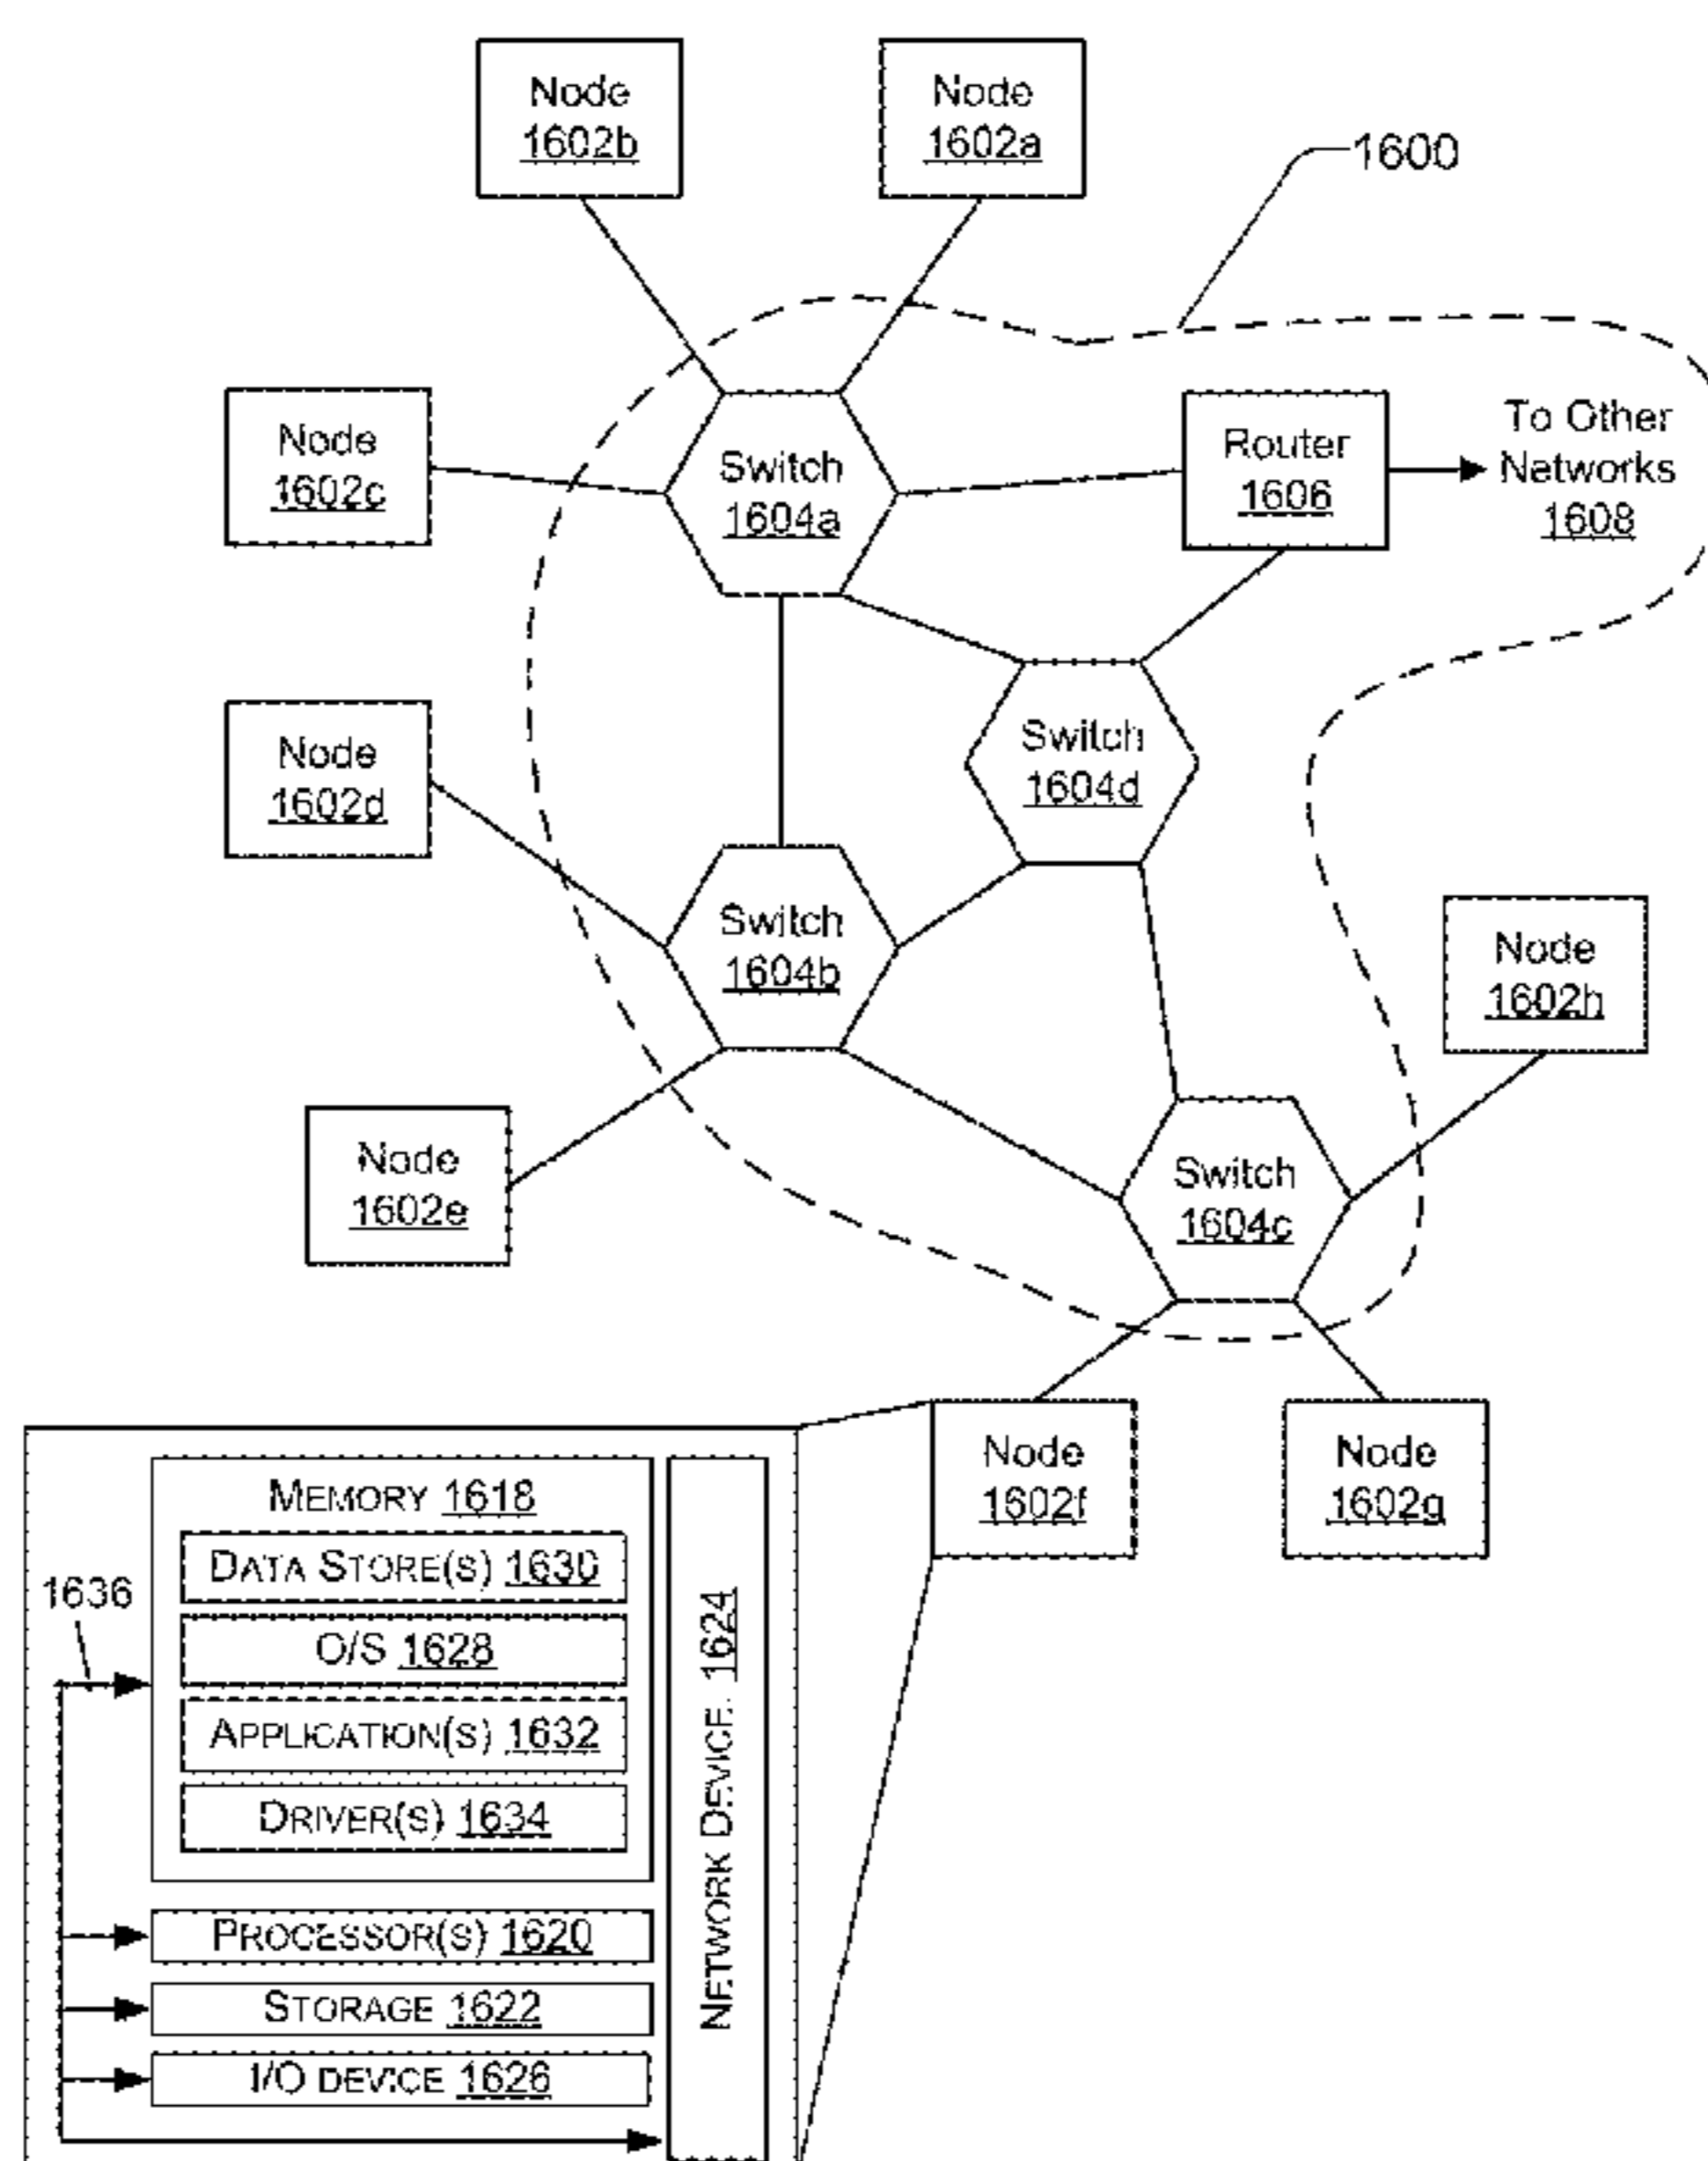 Node
1602b
Node
1602a
1600
Node
1602c
Switch
1604a
Router
1606
To Other
Networks
1608
Node
1602d
Switch
1604d
Switch
1604b
Node
1602h
Node
1602e
Switch
1604c
Node
1602f
Node
1602g
MEMORY 1618
DATA STORE(S) 1630
1636
O/S 1628
APPLICATION(S) 1632
DRIVER(S) 1634
NETWORK DEVICE 1624
PROCESSOR(S) 1620
STORAGE 1622
I/O DEVICE 1626